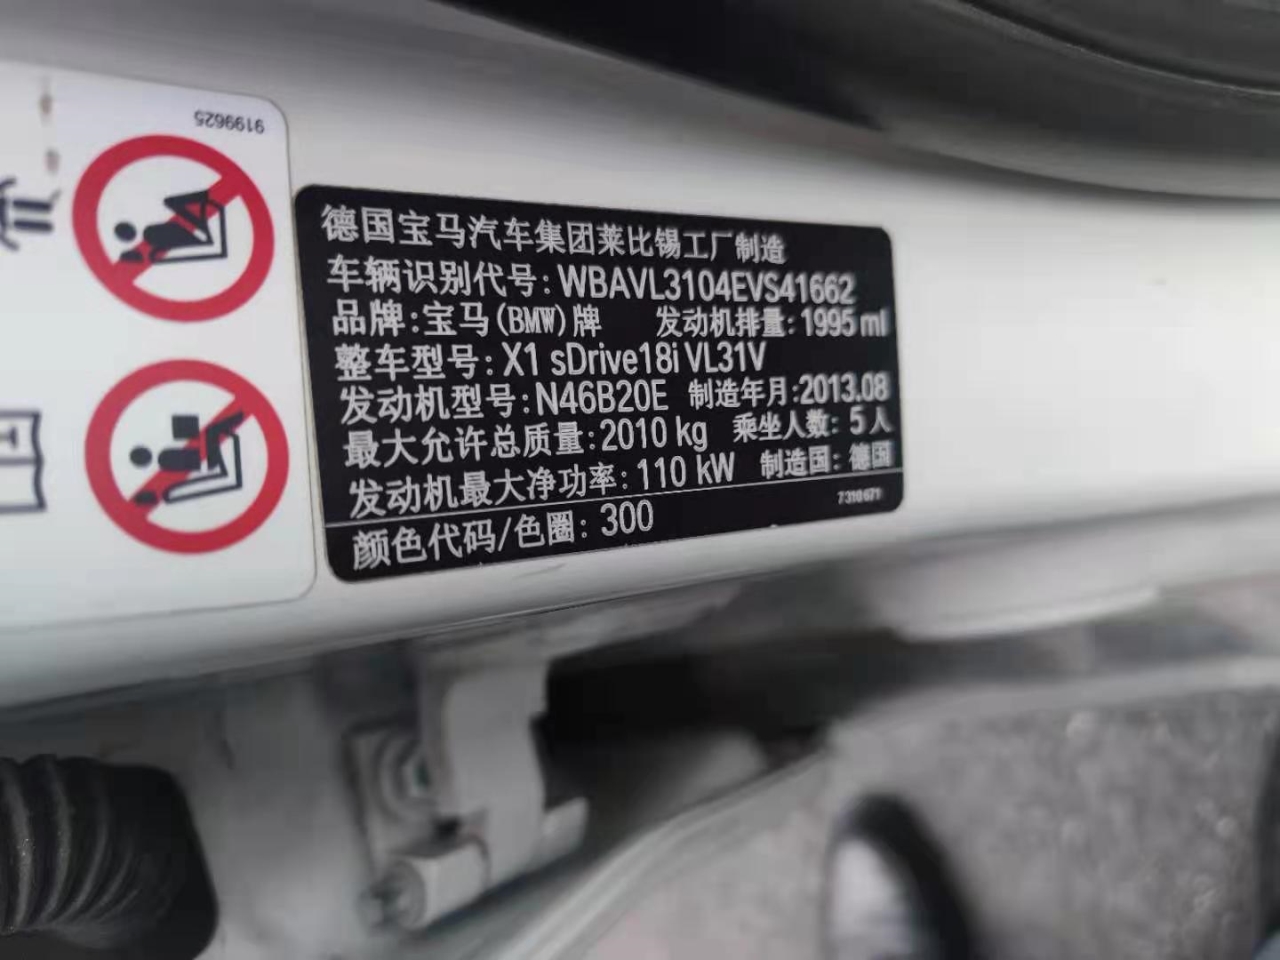 9199625
德国宝马汽车集团莱比锡工厂制造
车辆识别代号: WBAVL3104EVS41662
品牌: 宝马(BMW)牌 发动机排量: 1995 ml
整车型号: X1 sDrive18i VL31V
发动机型号: N46B20E 制造年月: 2013.08
最大允许总质量: 2010 kg 乘坐人数: 5 人
发动机最大净功率: 110 kW 制造国: 德国
7310671
颜色代码/色圈: 300